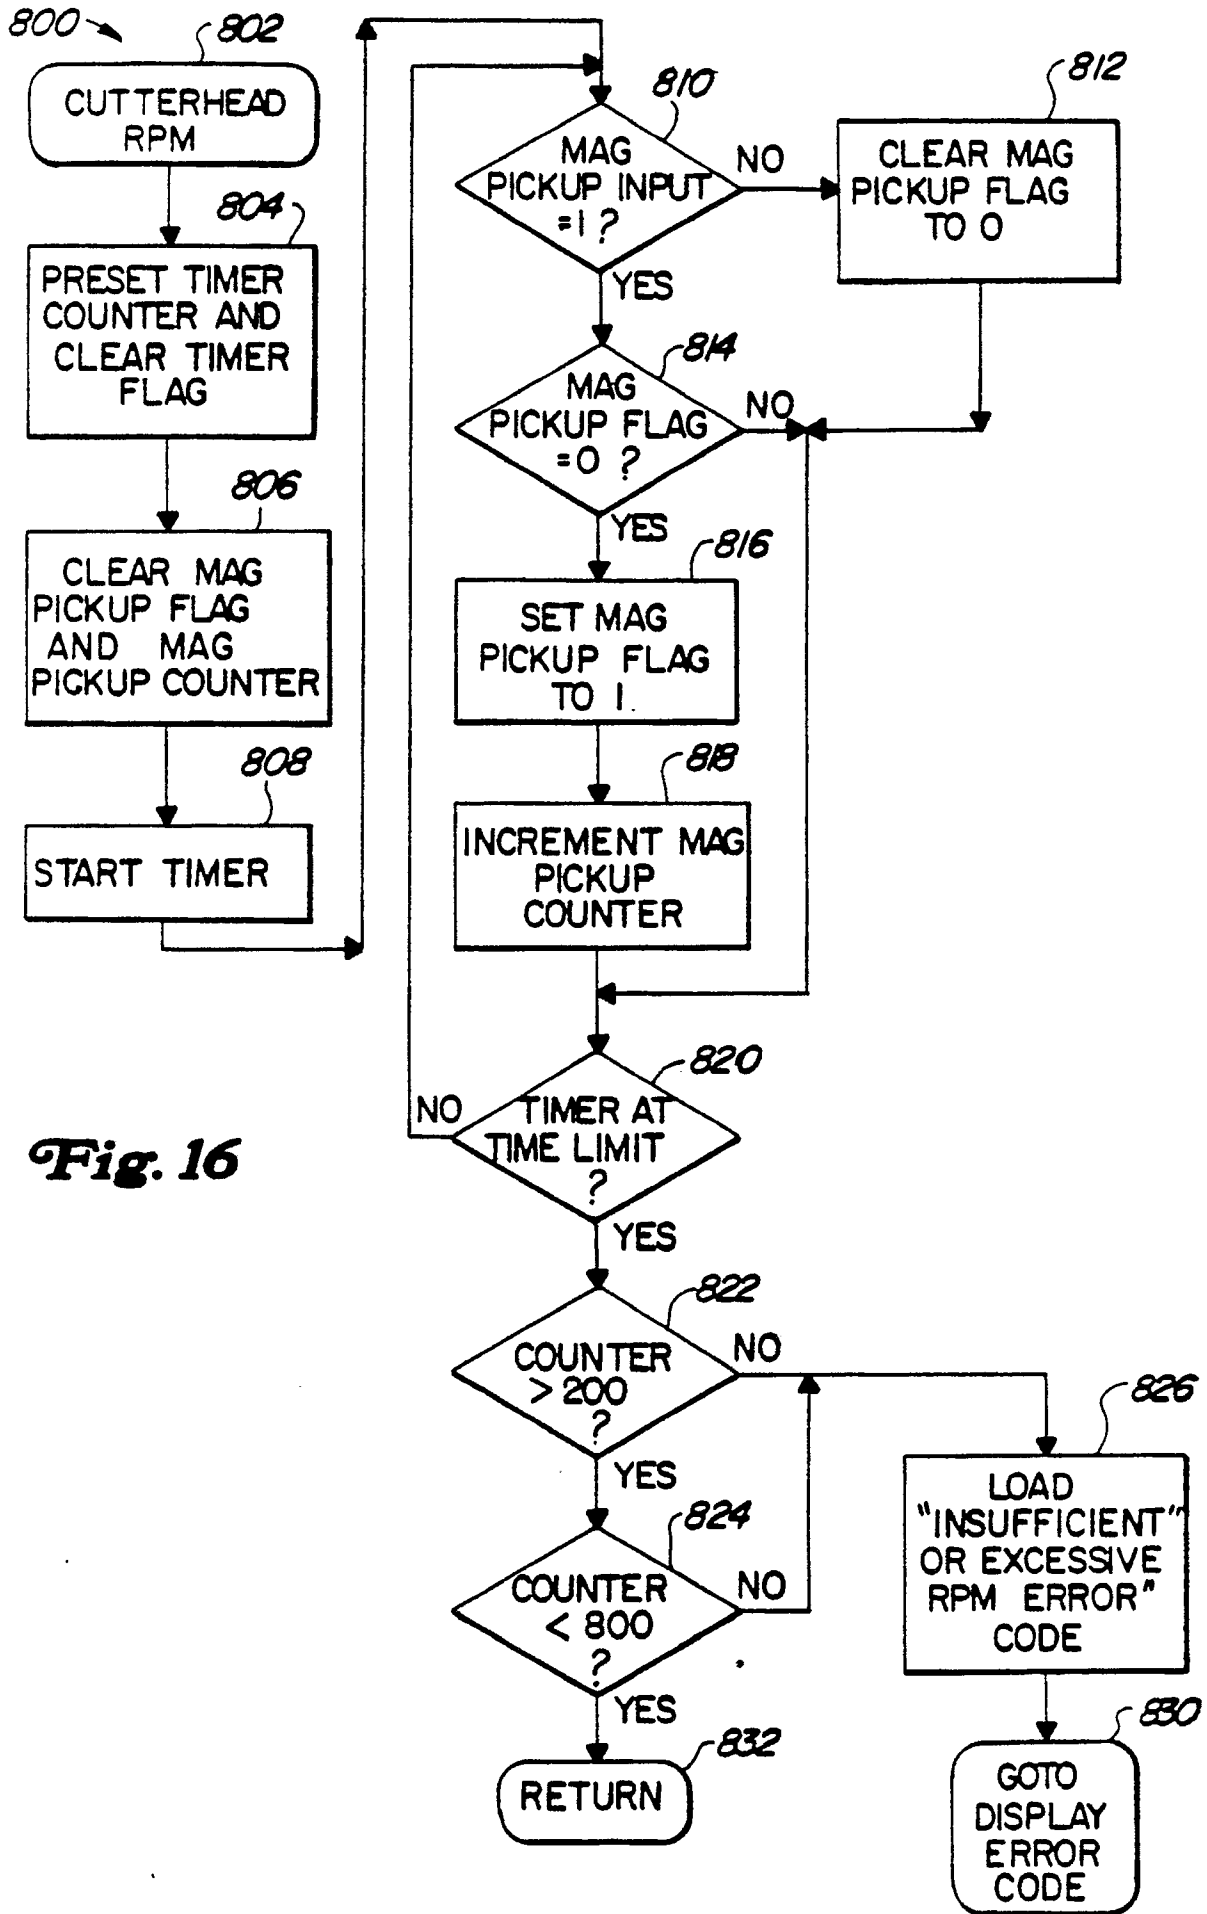 800
802
CUTTERHEAD
RPM
804
PRESET TIMER
COUNTER AND
CLEAR TIMER
FLAG
806
CLEAR MAG
PICKUP FLAG
AND MAG
PICKUP COUNTER
808
START TIMER
810
MAG
PICKUP INPUT
=1 ?
NO
YES
812
CLEAR MAG
PICKUP FLAG
TO 0
814
MAG
PICKUP FLAG
=0 ?
NO
YES
816
SET MAG
PICKUP FLAG
TO 1
818
INCREMENT MAG
PICKUP
COUNTER
820
TIMER AT
TIME LIMIT
?
NO
YES
822
COUNTER
> 200
?
NO
YES
824
COUNTER
< 800
?
NO
YES
826
LOAD
"INSUFFICIENT"
OR EXCESSIVE
RPM ERROR"
CODE
830
GOTO
DISPLAY
ERROR
CODE
832
RETURN
Fig. 16